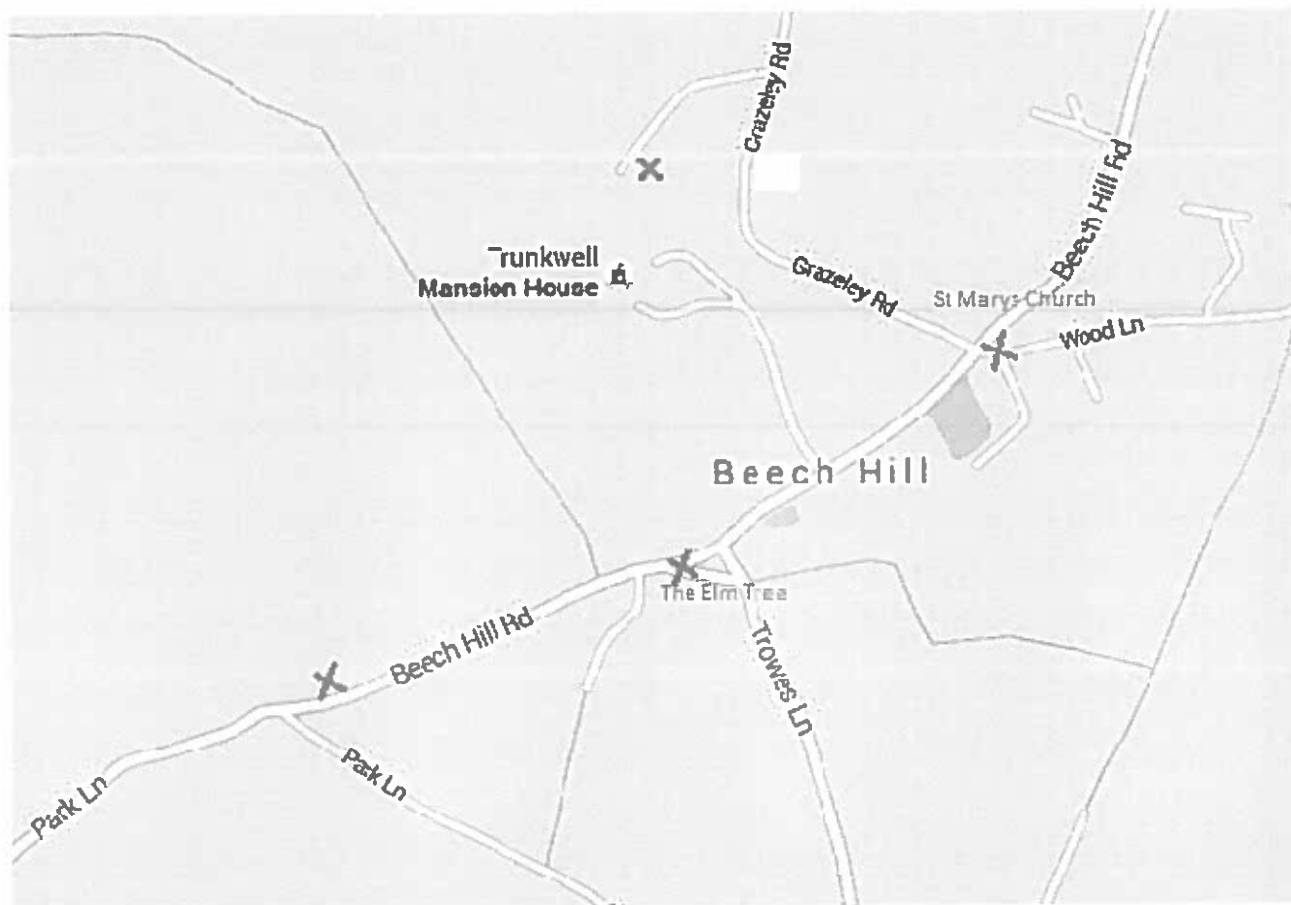 Grazeley Rd
Beech Hill Rd
Trunkwell
Mansion House
Grazeley Rd
St Marys Church
Wood Ln
Beech Hill
The Elm Tree
Beech Hill Rd
Trowes Ln
Park Ln
Park Ln